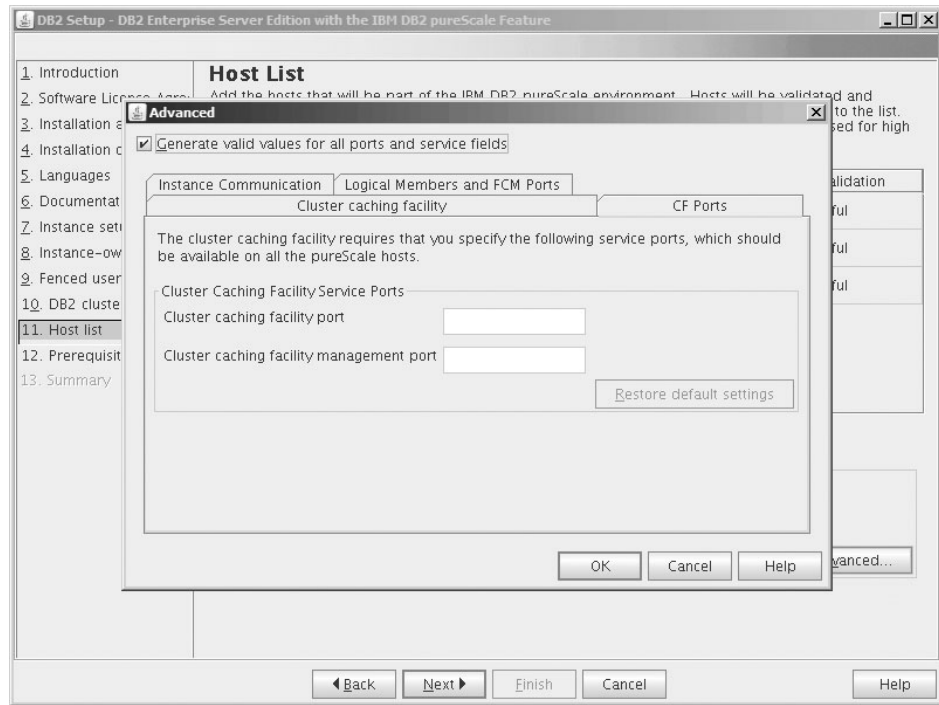 DB2 Setup - DB2 Enterprise Server Edition with the IBM DB2 pureScale Feature
1. Introduction
2. Software License Agre
3. Installation a
4. Installation c
5. Languages
6. Documentat
7. Instance set
8. Instance-ow
9. Fenced user
10. DB2 cluste
11. Host list
12. Prerequisit
13. Summary
Host List
Add the hosts that will be part of the IBM DB2 pureScale environment. Hosts will be validated and
to the list.
sed for high
alidation
ful
ful
ful
vanced...
Advanced
Generate valid values for all ports and service fields
Instance Communication
Logical Members and FCM Ports
Cluster caching facility
CF Ports
The cluster caching facility requires that you specify the following service ports, which should
be available on all the pureScale hosts.
Cluster Caching Facility Service Ports
Cluster caching facility port
Cluster caching facility management port
Restore default settings
OK
Cancel
Help
Back
Next
Finish
Cancel
Help